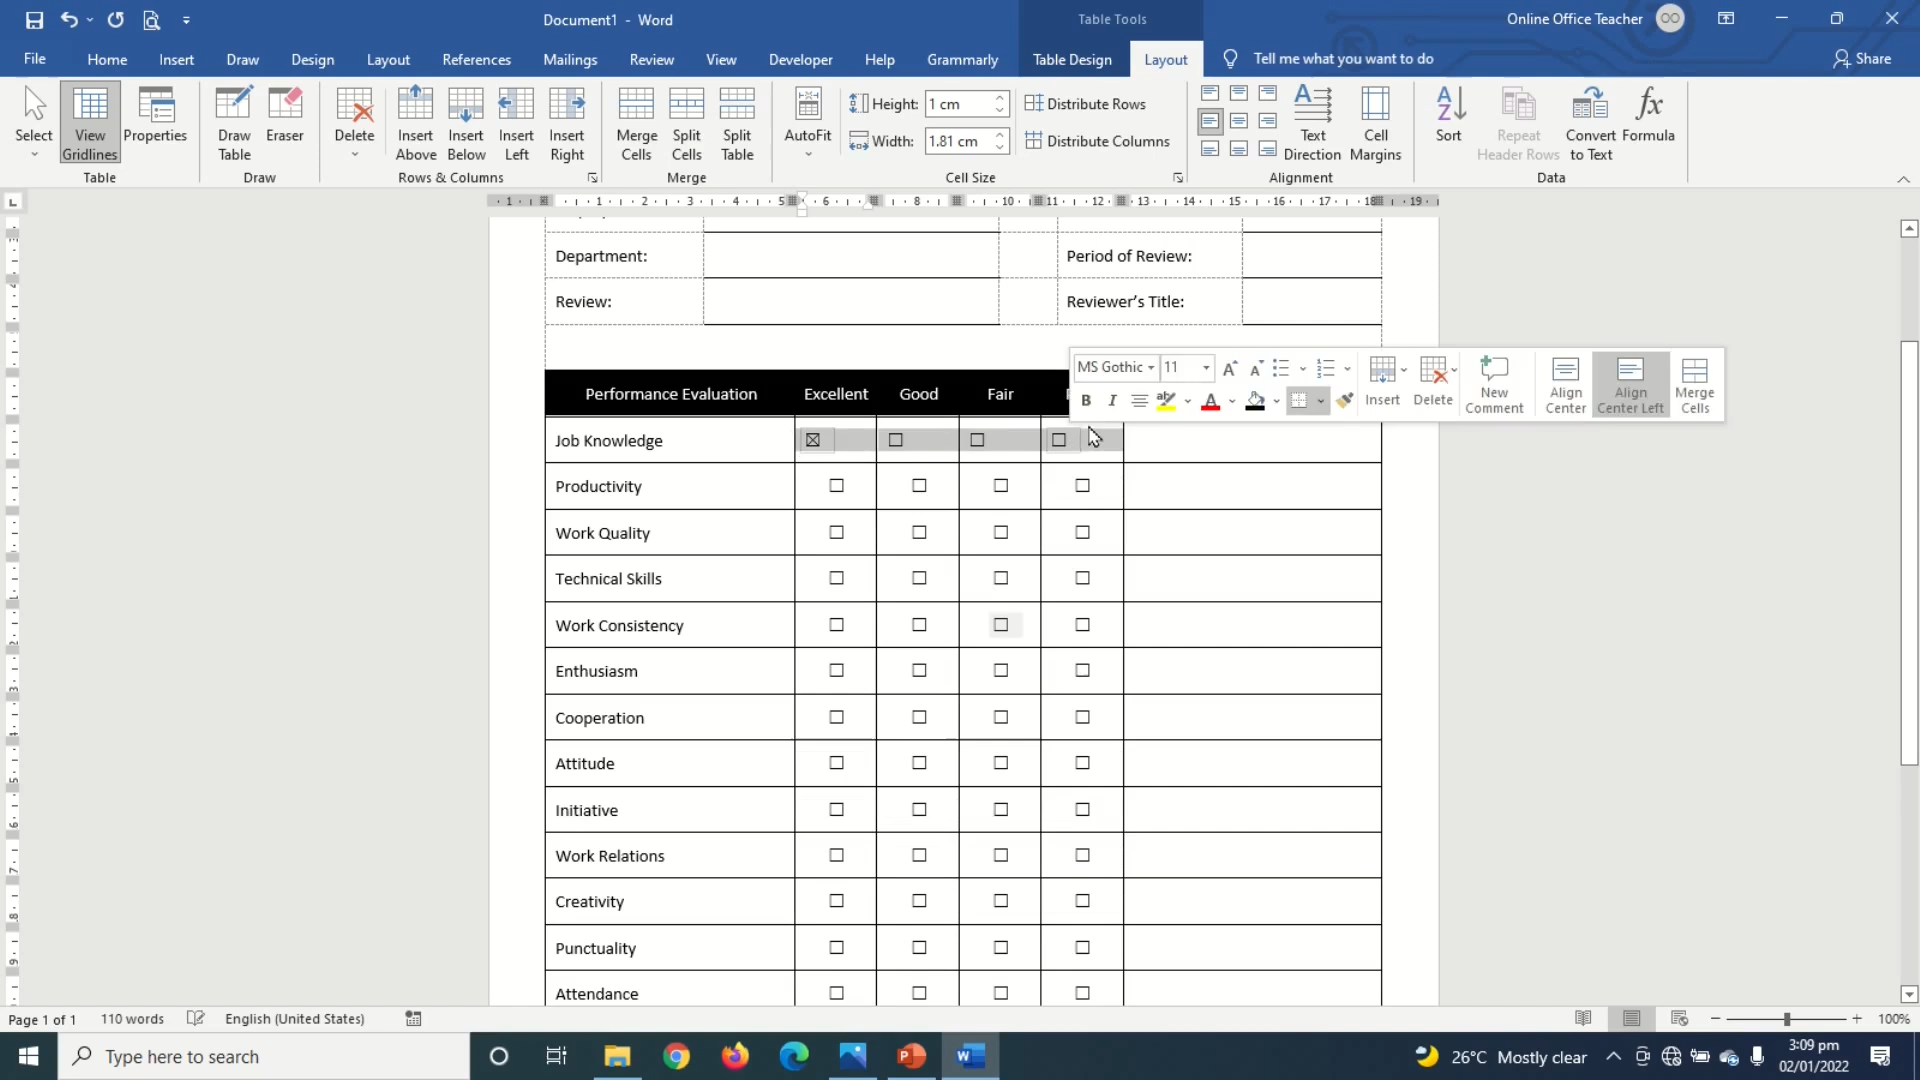 Document1 - Word
Table Tools
Online Office Teacher
OO
File
Home
Insert
Draw
Design
Layout
References
Mailings
Review
View
Developer
Help
Grammarly
Table Design
Layout
Tell me what you want to do
Share
Select
View Gridlines
Properties
Table
Draw Table
Eraser
Draw
Delete
Insert Above
Insert Below
Insert Left
Insert Right
Rows & Columns
Merge Cells
Split Cells
Split Table
Merge
AutoFit
Height: 1 cm
Width: 1.81 cm
Distribute Rows
Distribute Columns
Cell Size
Text Direction
Cell Margins
Alignment
Sort
Repeat Header Rows
Convert to Text
Formula
Data
Department:
Period of Review:
Review:
Reviewer's Title:
MS Gothic
11
Insert
Delete
New Comment
Align Center
Align Center Left
Merge Cells
Performance Evaluation
Excellent
Good
Fair
Job Knowledge
Productivity
Work Quality
Technical Skills
Work Consistency
Enthusiasm
Cooperation
Attitude
Initiative
Work Relations
Creativity
Punctuality
Attendance
Page 1 of 1
110 words
English (United States)
100%
Type here to search
26°C Mostly clear
3:09 pm
02/01/2022